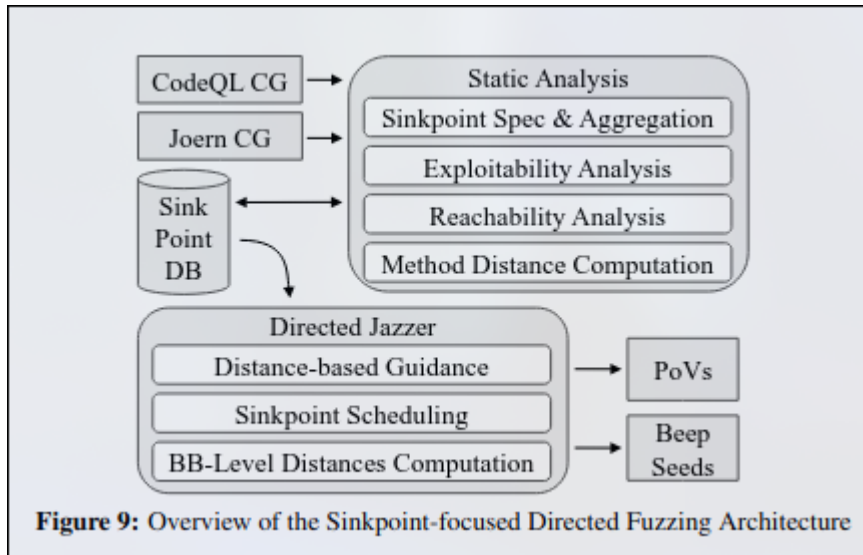 CodeQL CG
Joern CG
Sink
Point
DB
Static Analysis
Sinkpoint Spec & Aggregation
Exploitability Analysis
Reachability Analysis
Method Distance Computation
Directed Jazzer
Distance-based Guidance
Sinkpoint Scheduling
BB-Level Distances Computation
PoVs
Beep
Seeds
Figure 9: Overview of the Sinkpoint-focused Directed Fuzzing Architecture